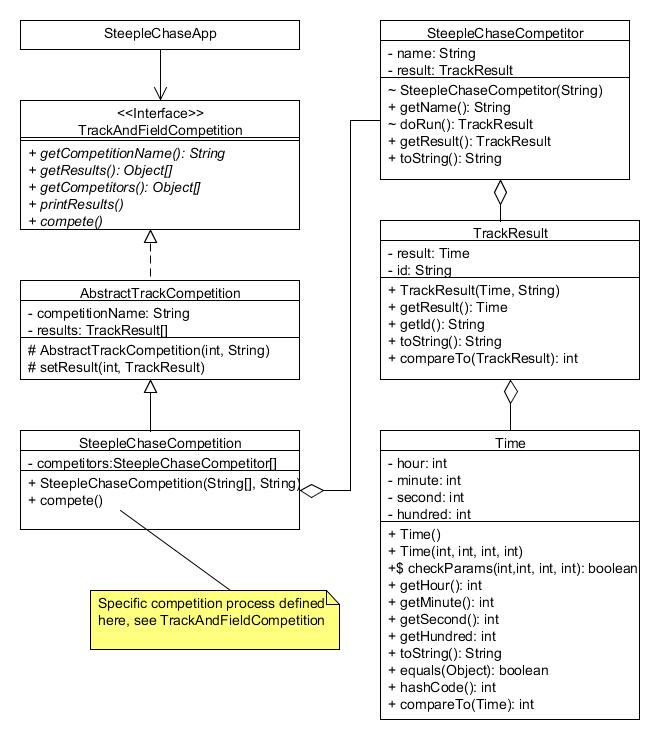 SteepleChaseApp
<<Interface>>
TrackAndFieldCompetition
+ getCompetitionName(): String
+ getResults(): Object[]
+ getCompetitors(): Object[]
+ printResults()
+ compete()
AbstractTrackCompetition
- competitionName: String
- results: TrackResult[]
# AbstractTrackCompetition(int, String)
# setResult(int, TrackResult)
SteepleChaseCompetition
- competitors:SteepleChaseCompetitor[]
+ SteepleChaseCompetition(String[], String)
+ compete()
Specific competition process defined
here, see TrackAndFieldCompetition
SteepleChaseCompetitor
- name: String
- result: TrackResult
~ SteepleChaseCompetitor(String)
+ getName(): String
~ doRun(): TrackResult
+ getResult(): TrackResult
+ toString(): String
TrackResult
- result: Time
- id: String
+ TrackResult(Time, String)
+ getResult(): Time
+ getId(): String
+ toString(): String
+ compareTo(TrackResult): int
Time
- hour: int
- minute: int
- second: int
- hundred: int
+ Time()
+ Time(int, int, int, int)
+$ checkParams(int,int, int, int): boolean
+ getHour(): int
+ getMinute(): int
+ getSecond(): int
+ getHundred: int
+ toString(): String
+ equals(Object): boolean
+ hashCode(): int
+ compareTo(Time): int